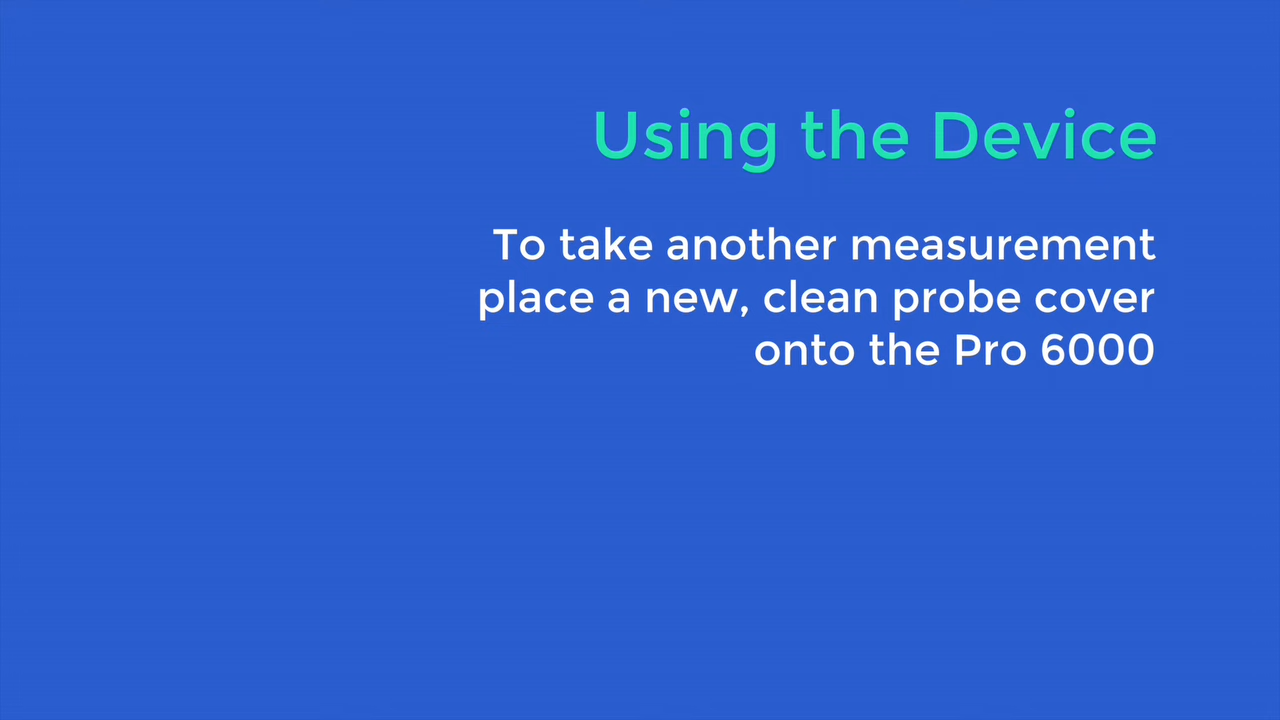 Using the Device
To take another measurement
place a new, clean probe cover
onto the Pro 6000